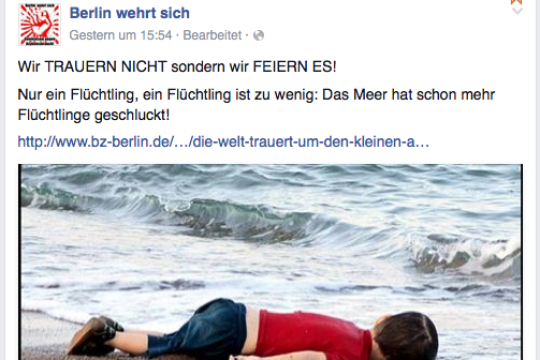 Berlin wehrt sich
Gestern um 15:54 · Bearbeitet ·
Wir TRAUERN NICHT sondern wir FEIERN ES!
Nur ein Flüchtling, ein Flüchtling ist zu wenig: Das Meer hat schon mehr
Flüchtlinge geschluckt!
http://www.bz-berlin.de/…/die-welt-trauert-um-den-kleinen-a…